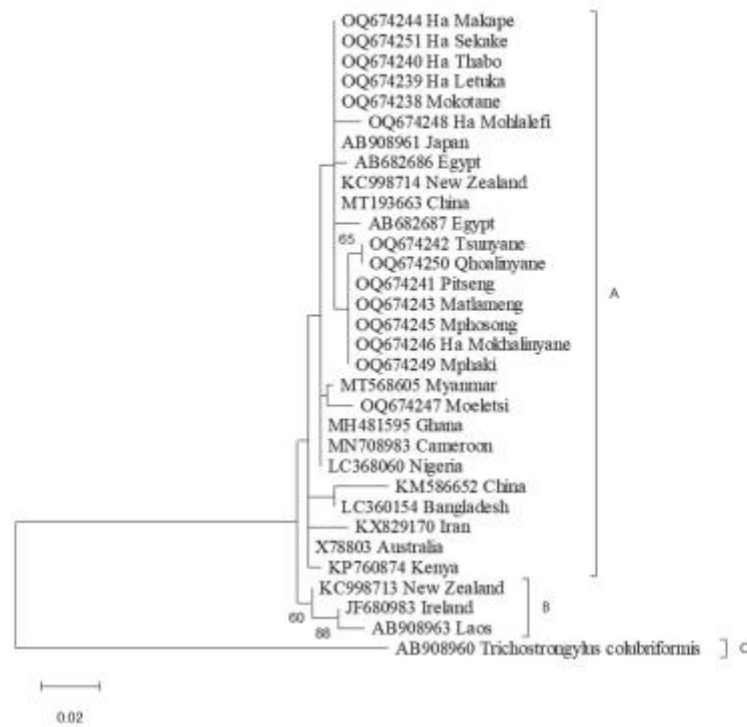 OQ674244 Ha Makape
OQ674251 Ha Sekake
OQ674240 Ha Thabo
OQ674239 Ha Letuka
OQ674238 Mokotane
OQ674248 Ha Mohlalefi
AB908961 Japan
AB682686 Egypt
KC998714 New Zealand
MT193663 China
AB682687 Egypt
65
OQ674242 Tsunyane
OQ674250 Qhoalinyane
OQ674241 Pitseng
A
OQ674243 Matlameng
OQ674245 Mphosong
OQ674246 Ha Mokhalinyane
OQ674249 Mphaki
MT568605 Myanmar
OQ674247 Moeletsi
MH481595 Ghana
MN708983 Cameroon
LC368060 Nigeria
KM586652 China
LC360154 Bangladesh
KX829170 Iran
X78803 Australia
KP760874 Kenya
KC998713 New Zealand
JF680983 Ireland
B
60
AB908963 Laos
88
AB908960 Trichostrongylus colubriformis
C
0.02